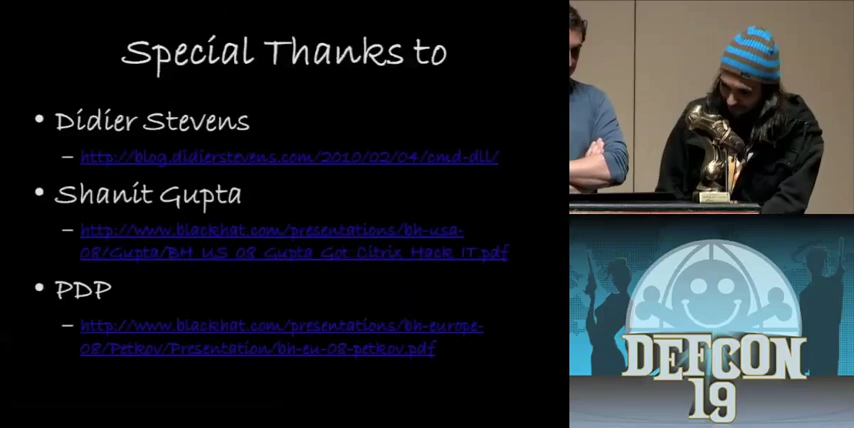 Special Thanks to
• Didier Stevens
– http://blog.didierstevens.com/2010/02/04/cmd-dll/
• Shanit Gupta
– http://www.blackhat.com/presentations/bh-usa-
08/Gupta/BH_US_08_Gupta_Got_Citrix_Hack_IT.pdf
• PDP
– http://www.blackhat.com/presentations/bh-europe-
08/Petkov/Presentation/bh-eu-08-petkov.pdf
DEFCON
19